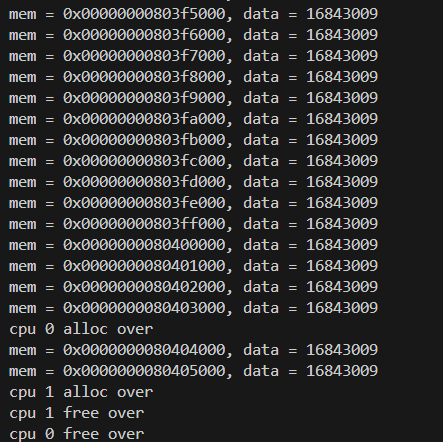 mem = 0x00000000803f5000, data = 16843009
mem = 0x00000000803f6000, data = 16843009
mem = 0x00000000803f7000, data = 16843009
mem = 0x00000000803f8000, data = 16843009
mem = 0x00000000803f9000, data = 16843009
mem = 0x00000000803fa000, data = 16843009
mem = 0x00000000803fb000, data = 16843009
mem = 0x00000000803fc000, data = 16843009
mem = 0x00000000803fd000, data = 16843009
mem = 0x00000000803fe000, data = 16843009
mem = 0x00000000803ff000, data = 16843009
mem = 0x0000000080400000, data = 16843009
mem = 0x0000000080401000, data = 16843009
mem = 0x0000000080402000, data = 16843009
mem = 0x0000000080403000, data = 16843009
cpu 0 alloc over
mem = 0x0000000080404000, data = 16843009
mem = 0x0000000080405000, data = 16843009
cpu 1 alloc over
cpu 1 free over
cpu 0 free over